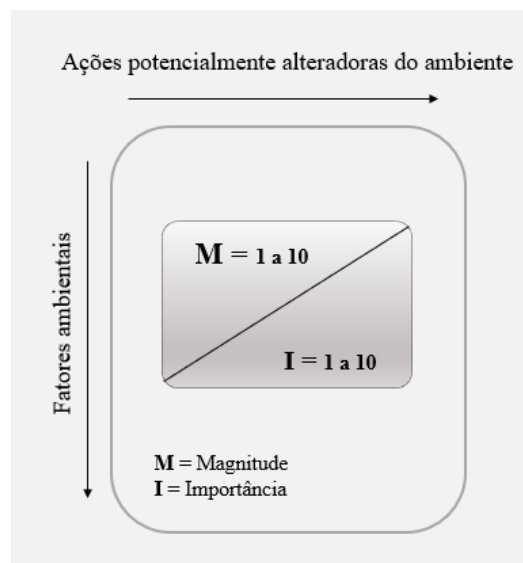 Ações potencialmente alteradoras do ambiente
Fatores ambientais
M = 1 a 10
I = 1 a 10
M = Magnitude
I = Importância